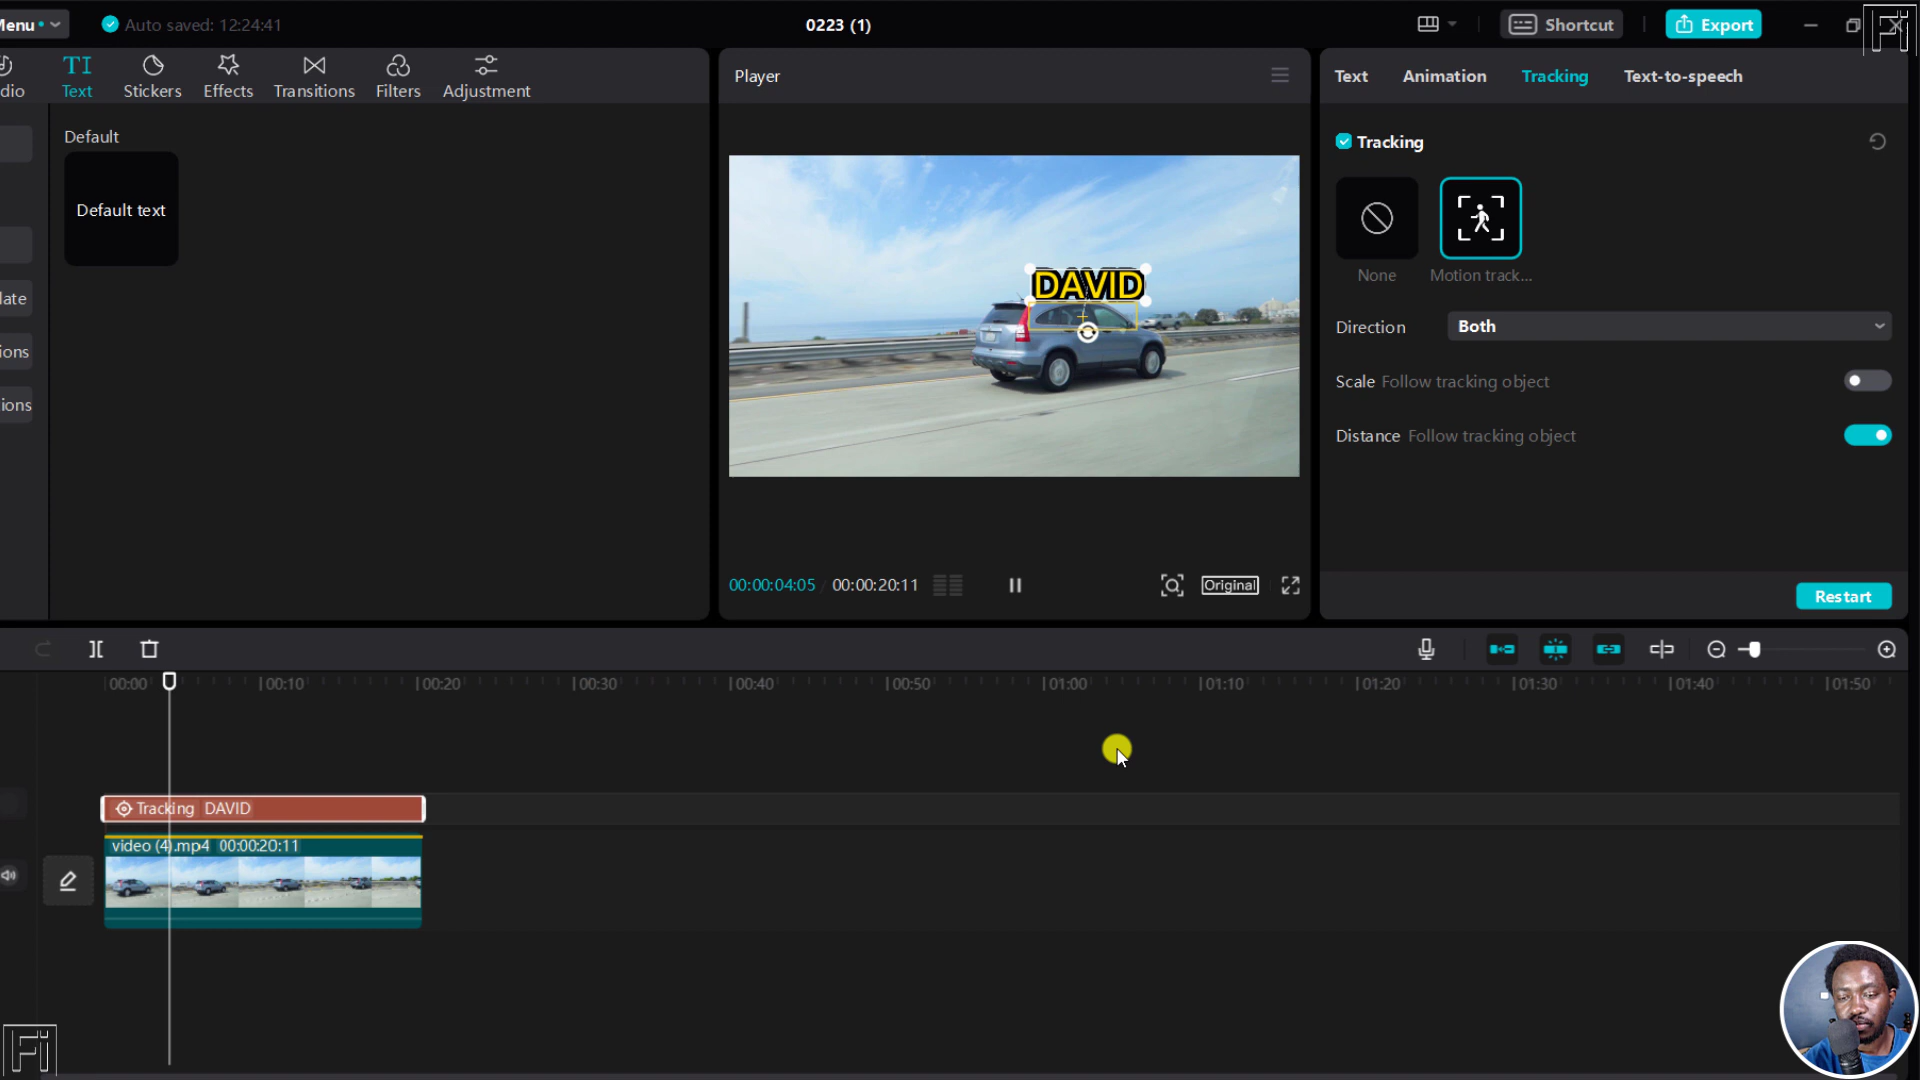 Menu
Auto saved: 12:24:41
0223 (1)
Shortcut
Export
Fi
dio
TI
Text
Stickers
Effects
Transitions
Filters
Adjustment
Player
Text
Animation
Tracking
Text-to-speech
Default
Default text
late
ions
ions
DAVID
Tracking
None
Motion track...
Direction
Both
Scale Follow tracking object
Distance Follow tracking object
00:00:04:05
00:00:20:11
Original
Restart
00:00
00:10
00:20
00:30
00:40
00:50
01:00
01:10
01:20
01:30
01:40
01:50
Tracking DAVID
video (4).mp4 00:00:20:11
Fi